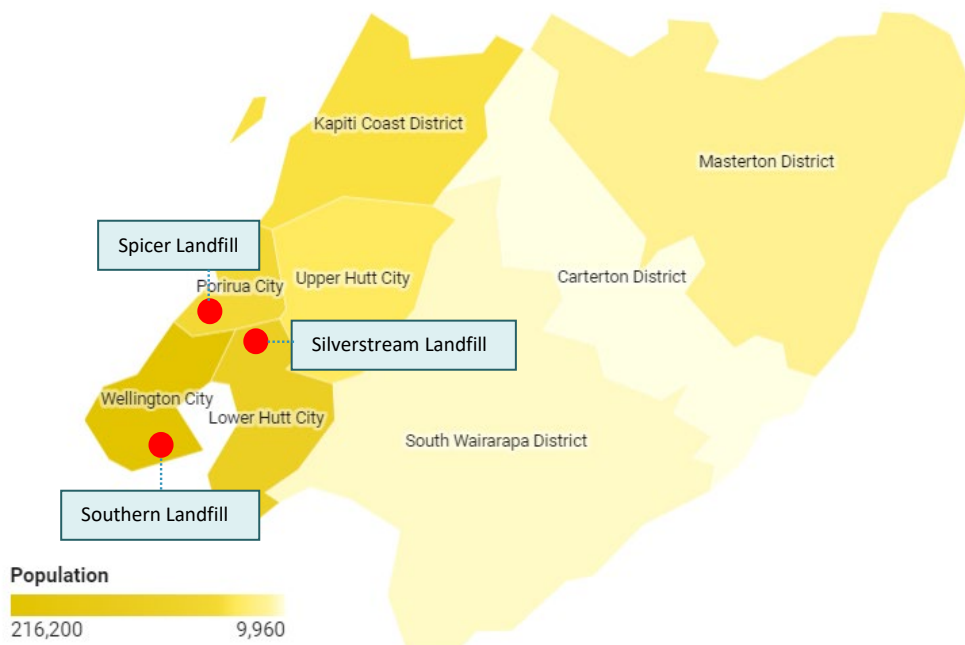 Kapiti Coast District
Masterton District
Spicer Landfill
Porirua City
Upper Hutt City
Carterton District
Silverstream Landfill
Wellington City
Lower Hutt City
South Wairarapa District
Southern Landfill
Population
216,200 9,960